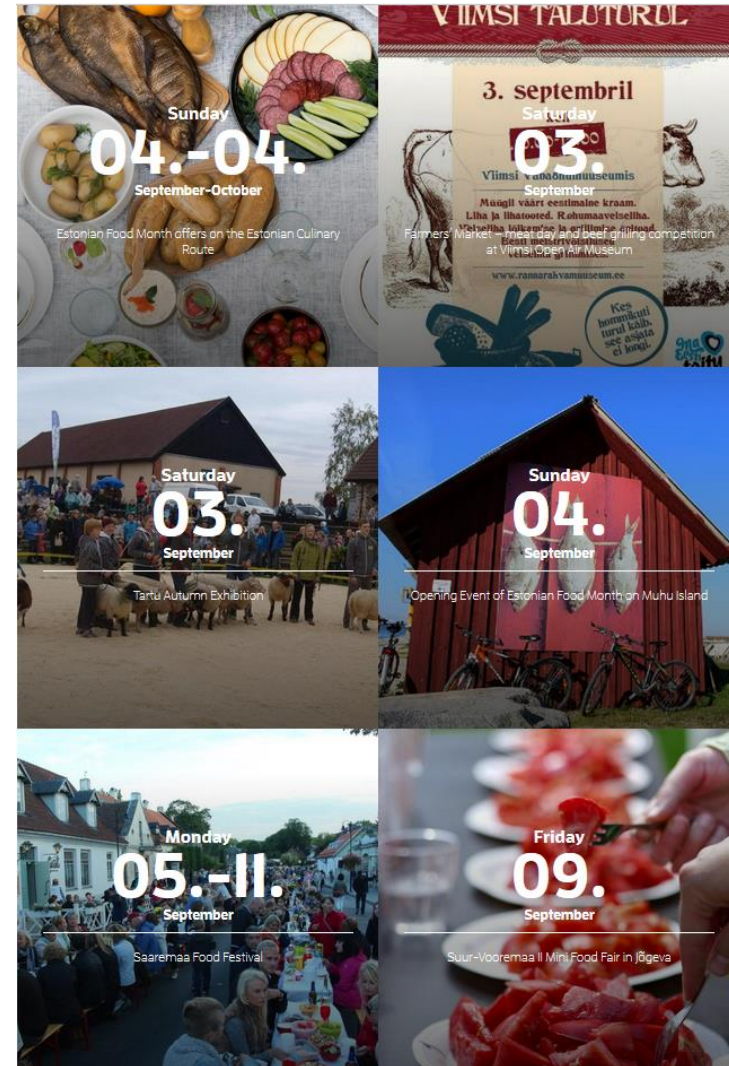 Sunday
04.-04.
September-October
Estonian Food Month offers on the Estonian Culinary
Route
VIIMSI TALUTURUL
3. septembril
Saturday
03.
September
Viimsi Vabaõhumuuseumis
Müügil väärt eestimaine kraam.
Liha ja lihatooted. Rohumaaveiseliha.
Farmers' Market – meat day and beef grilling competition
at Viimsi Open Air Museum
www.rannarahvamuuseum.ee
Kes
hommikuti
turul käib,
see asjata
ei longi.
Saturday
03.
September
Tartu Autumn Exhibition
Sunday
04.
September
Opening Event of Estonian Food Month on Muhu Island
Monday
05.-11.
September
Saaremaa Food Festival
Friday
09.
September
Suur-Vooremaa II Mini Food Fair in Jõgeva